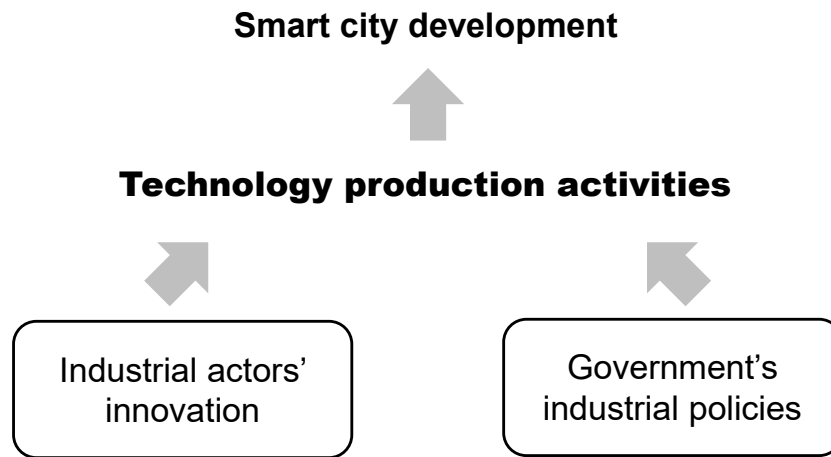 Smart city development
Technology production activities
Industrial actors’
innovation
Government’s
industrial policies